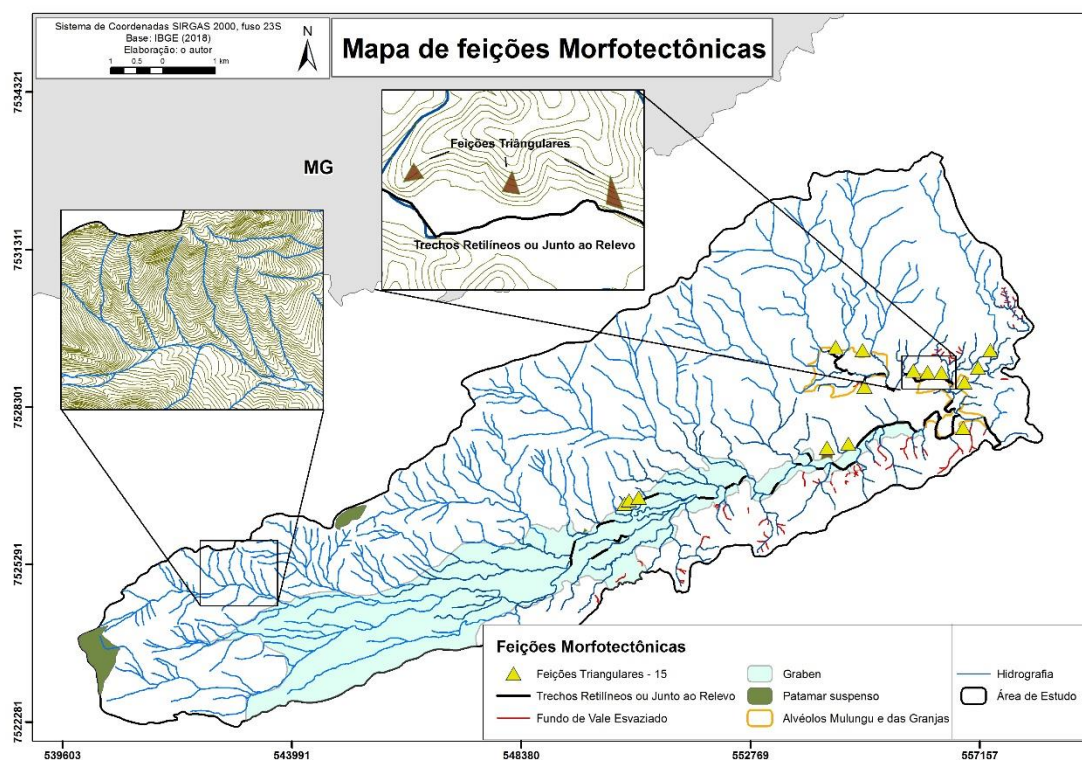 Sistema de Coordenadas SIRGAS 2000, fuso 23S
Base: IBGE (2018)
Elaboração: o autor
1 0.5 0 1 km
N
Mapa de feições Morfotectônicas
7534321
7531311
7528301
7525291
7522281
MG
Feições Triângulares
Trechos Retilíneos ou Junto ao Relevo
Feições Morfotectônicas
Feições Triangulares - 15
Trechos Retilíneos ou Junto ao Relevo
Fundo de Vale Esvaziado
Graben
Patamar suspenso
Alvéolos Mulungu e das Granjas
Hidrografia
Área de Estudo
539603 543991 548380 552769 557157